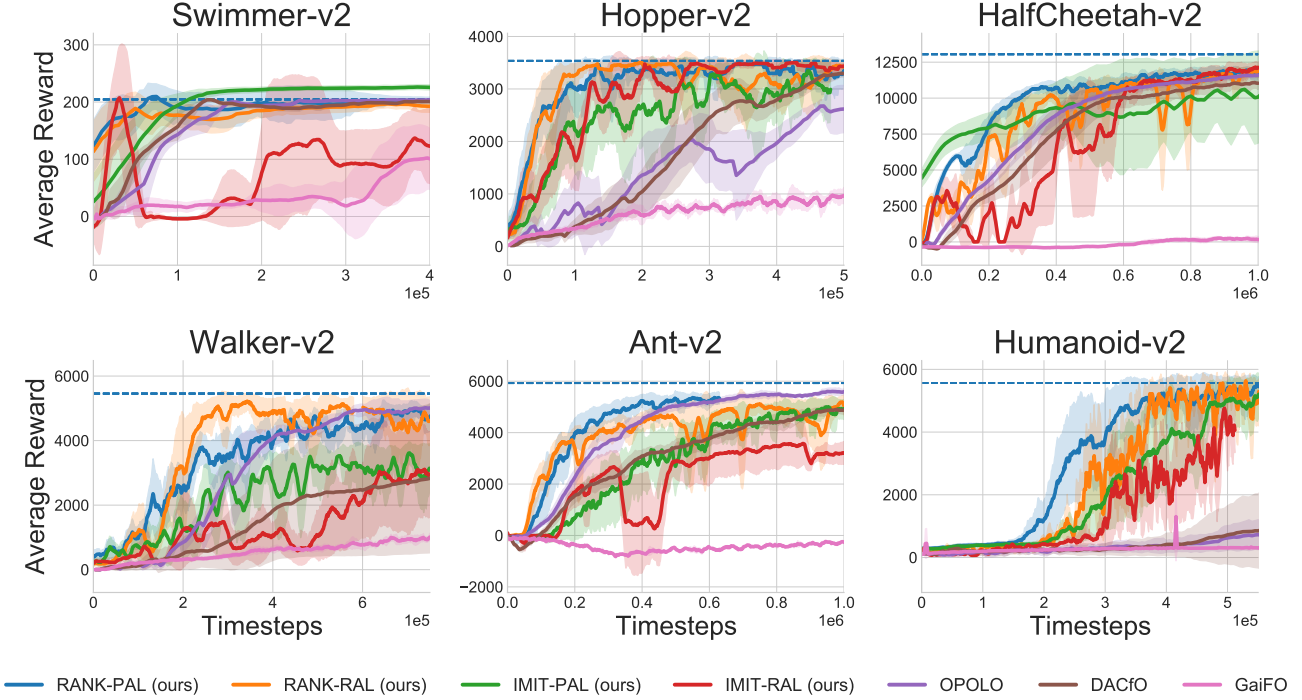 Swimmer-v2
Hopper-v2
HalfCheetah-v2
Average Reward
300
200
100
0
0 1 2 3 4
1e5
4000
3000
2000
1000
0
0 1 2 3 4 5
1e5
12500
10000
7500
5000
2500
0
0.0 0.2 0.4 0.6 0.8 1.0
1e6
Walker-v2
Ant-v2
Humanoid-v2
Average Reward
6000
4000
2000
0
0 2 4 6
1e5
Timesteps
6000
4000
2000
0
−2000
0.0 0.2 0.4 0.6 0.8 1.0
1e6
Timesteps
6000
4000
2000
0
0 1 2 3 4 5
1e5
Timesteps
RANK-PAL (ours) RANK-RAL (ours) IMIT-PAL (ours) IMIT-RAL (ours) OPOLO DACfO GaiFO